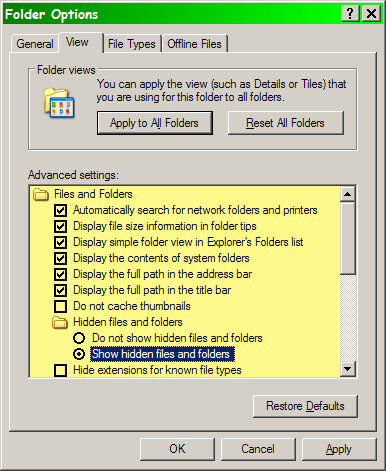 Folder Options
General View File Types Offline Files
Folder views
You can apply the view (such as Details or Tiles) that
you are using for this folder to all folders.
Apply to All Folders Reset All Folders
Advanced settings:
Files and Folders
Automatically search for network folders and printers
Display file size information in folder tips
Display simple folder view in Explorer's Folders list
Display the contents of system folders
Display the full path in the address bar
Display the full path in the title bar
Do not cache thumbnails
Hidden files and folders
Do not show hidden files and folders
Show hidden files and folders
Hide extensions for known file types
Restore Defaults
OK Cancel Apply